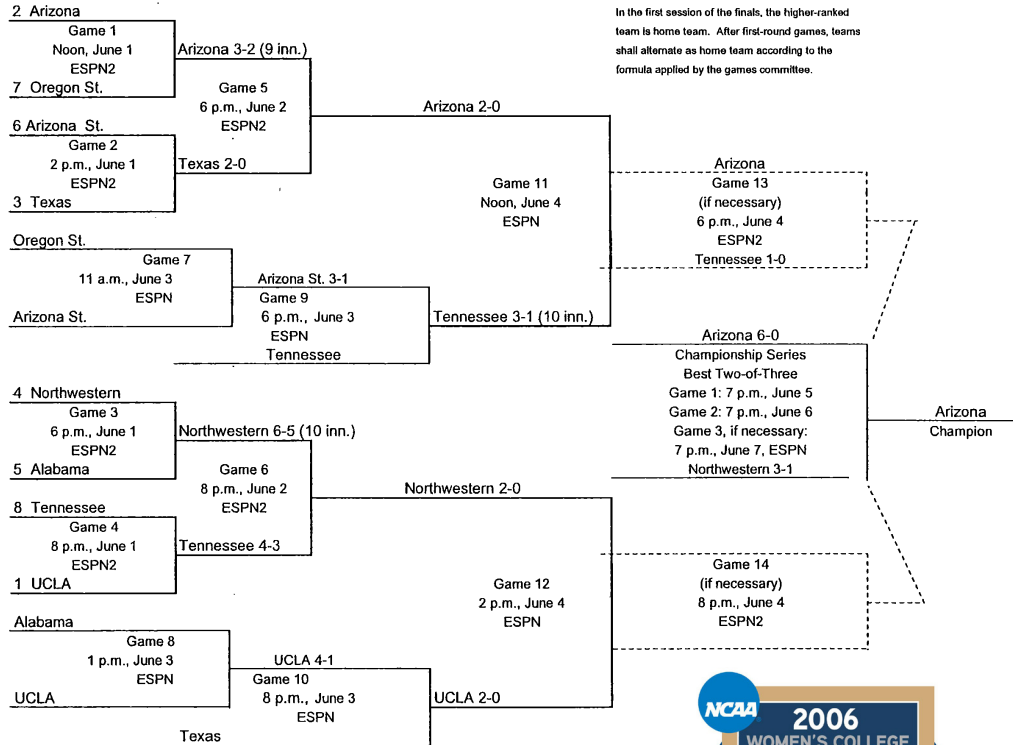 In the first session of the finals, the higher-ranked
team is home team. After first-round games, teams
shall alternate as home team according to the
formula applied by the games committee.
2 Arizona
Game 1
Noon, June 1
ESPN2
7 Oregon St.
Arizona 3-2 (9 inn.)
Game 5
6 p.m., June 2
ESPN2
6 Arizona St.
Game 2
2 p.m., June 1
ESPN2
3 Texas
Texas 2-0
Arizona 2-0
Game 11
Noon, June 4
ESPN
Oregon St.
Game 7
11 a.m., June 3
ESPN
Arizona St.
Arizona St. 3-1
Game 9
6 p.m., June 3
ESPN
Tennessee
Tennessee 3-1 (10 inn.)
Arizona
Game 13
(if necessary)
6 p.m., June 4
ESPN2
Tennessee 1-0
Arizona 6-0
Championship Series
Best Two-of-Three
Game 1: 7 p.m., June 5
Game 2: 7 p.m., June 6
Game 3, if necessary:
7 p.m., June 7, ESPN
Northwestern 3-1
Arizona
Champion
4 Northwestern
Game 3
6 p.m., June 1
ESPN2
5 Alabama
Northwestern 6-5 (10 inn.)
Game 6
8 p.m., June 2
ESPN2
8 Tennessee
Game 4
8 p.m., June 1
ESPN2
1 UCLA
Tennessee 4-3
Northwestern 2-0
Game 12
2 p.m., June 4
ESPN
Alabama
Game 8
1 p.m., June 3
ESPN
UCLA
UCLA 4-1
Game 10
8 p.m., June 3
ESPN
Texas
UCLA 2-0
Game 14
(if necessary)
8 p.m., June 4
ESPN2
NCAA
2006
WOMEN'S COLLEGE